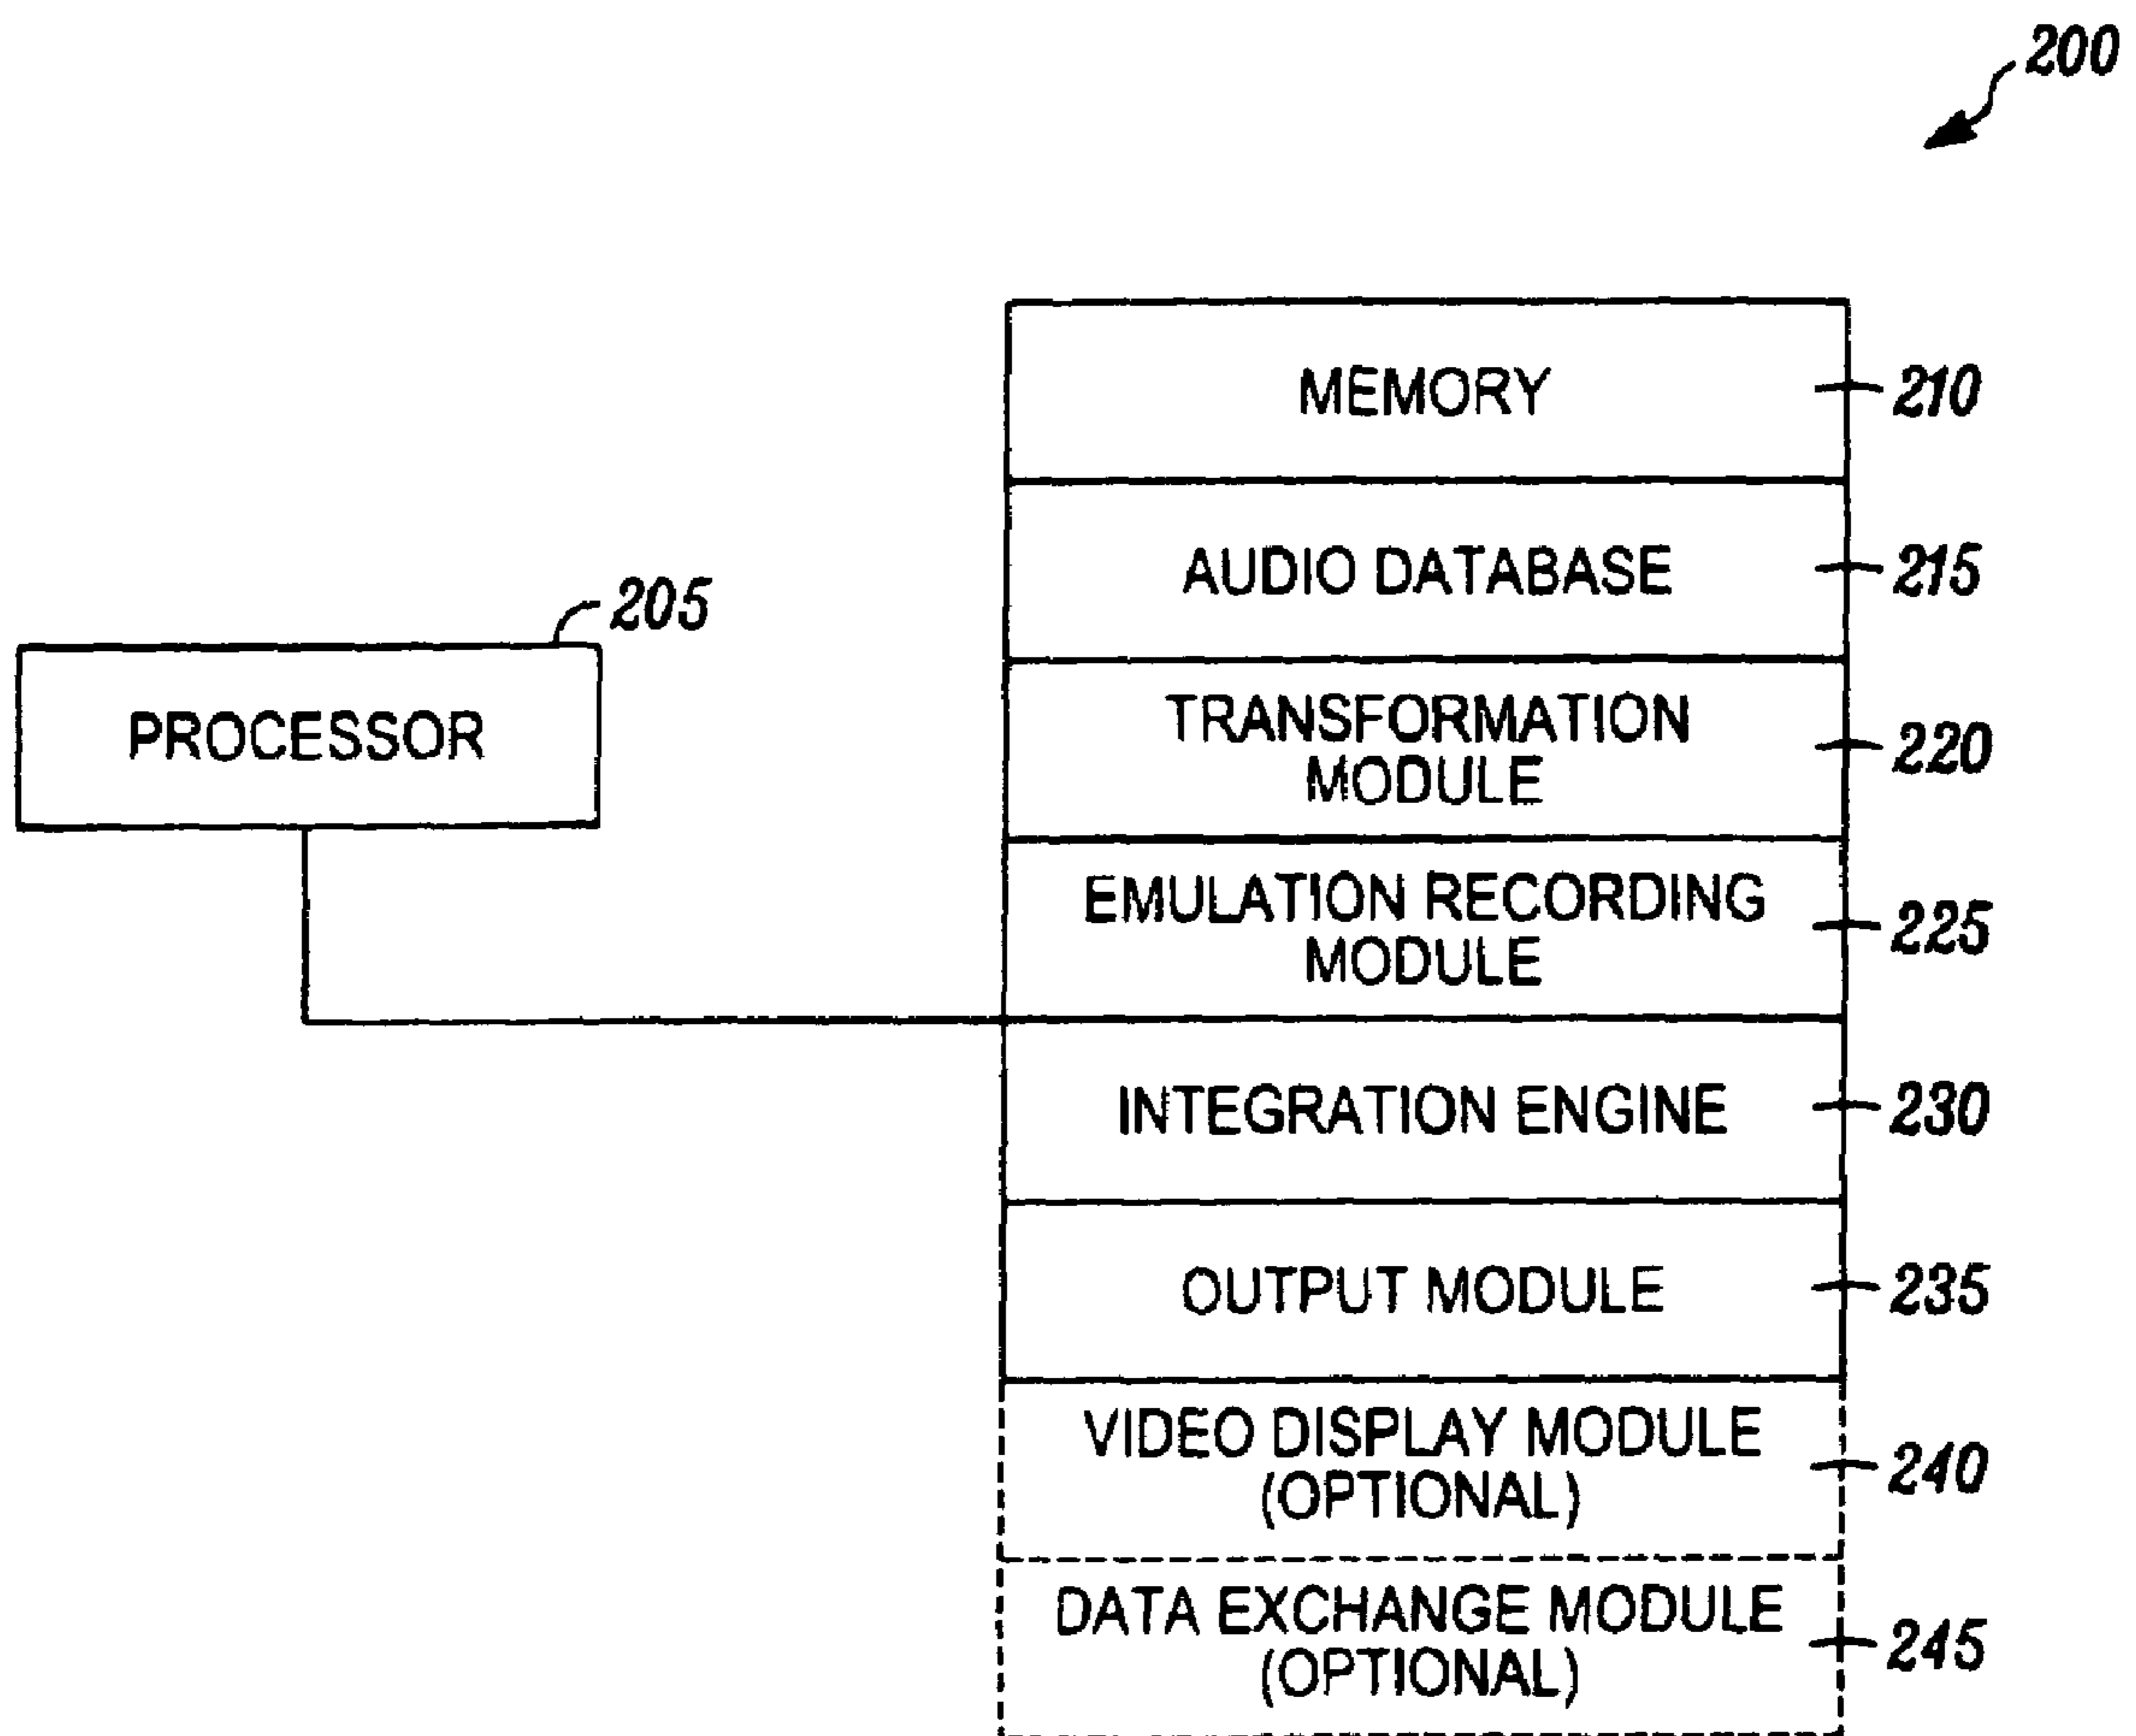 200
MEMORY
210
AUDIO DATABASE
215
205
PROCESSOR
TRANSFORMATION
MODULE
220
EMULATION RECORDING
MODULE
225
INTEGRATION ENGINE
230
OUTPUT MODULE
235
VIDEO DISPLAY MODULE
(OPTIONAL)
240
DATA EXCHANGE MODULE
(OPTIONAL)
245